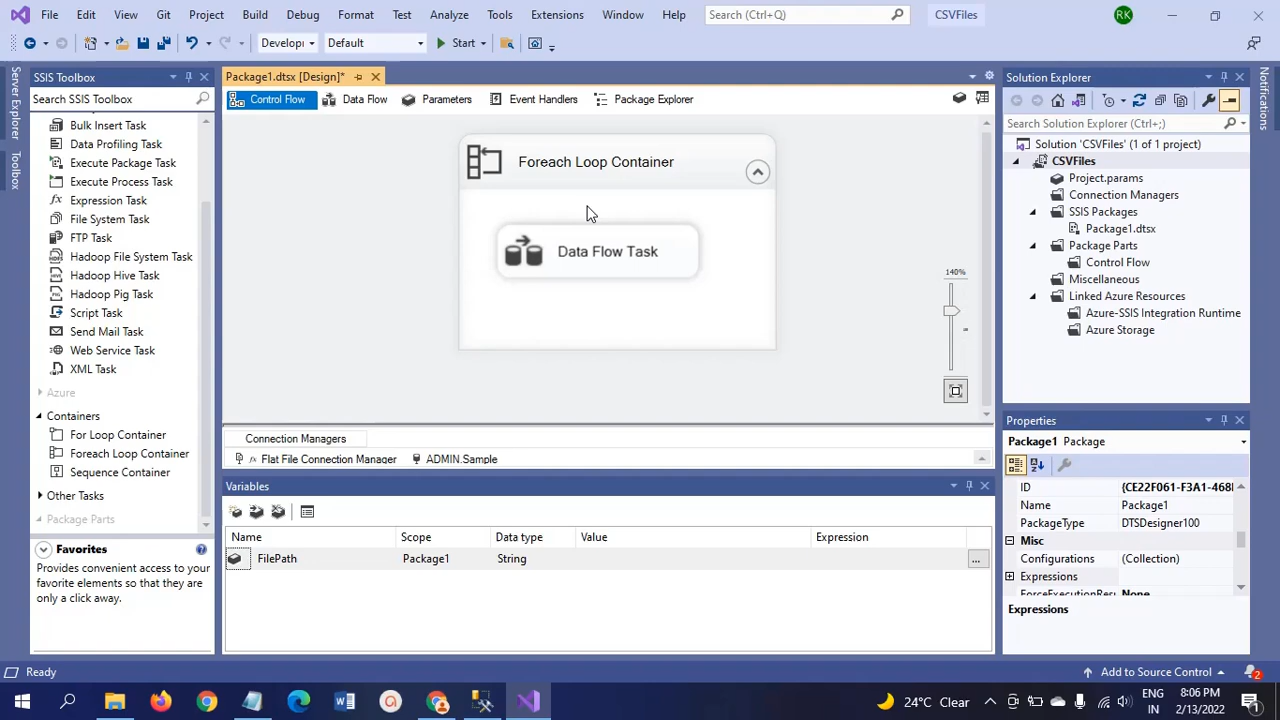 File Edit View Git Project Build Debug Format Test Analyze Tools Extensions Window Help Search (Ctrl+Q) CSVFiles RK
Developi Default Start
Server Explorer
Toolbox
SSIS Toolbox
Search SSIS Toolbox
Bulk Insert Task
Data Profiling Task
Execute Package Task
Execute Process Task
Expression Task
File System Task
FTP Task
Hadoop File System Task
Hadoop Hive Task
Hadoop Pig Task
Script Task
Send Mail Task
Web Service Task
XML Task
Azure
Containers
For Loop Container
Foreach Loop Container
Sequence Container
Other Tasks
Package Parts
Favorites
Provides convenient access to your
favorite elements so that they are
only a click away.
Package1.dtsx [Design]*
Control Flow Data Flow Parameters Event Handlers Package Explorer
Foreach Loop Container
Data Flow Task
140%
Connection Managers
Flat File Connection Manager ADMIN.Sample
Variables
Name Scope Data type Value Expression
FilePath Package1 String ...
Solution Explorer
Search Solution Explorer (Ctrl+;)
Solution 'CSVFiles' (1 of 1 project)
CSVFiles
Project.params
Connection Managers
SSIS Packages
Package1.dtsx
Package Parts
Control Flow
Miscellaneous
Linked Azure Resources
Azure-SSIS Integration Runtime
Azure Storage
Notifications
Properties
Package1 Package
ID {CE22F061-F3A1-468I
Name Package1
PackageType DTSDesigner100
Misc
Configurations (Collection)
Expressions
ForceExecutionResu None
Expressions
Ready Add to Source Control 2
24°C Clear ENG IN 8:06 PM 2/13/2022 1